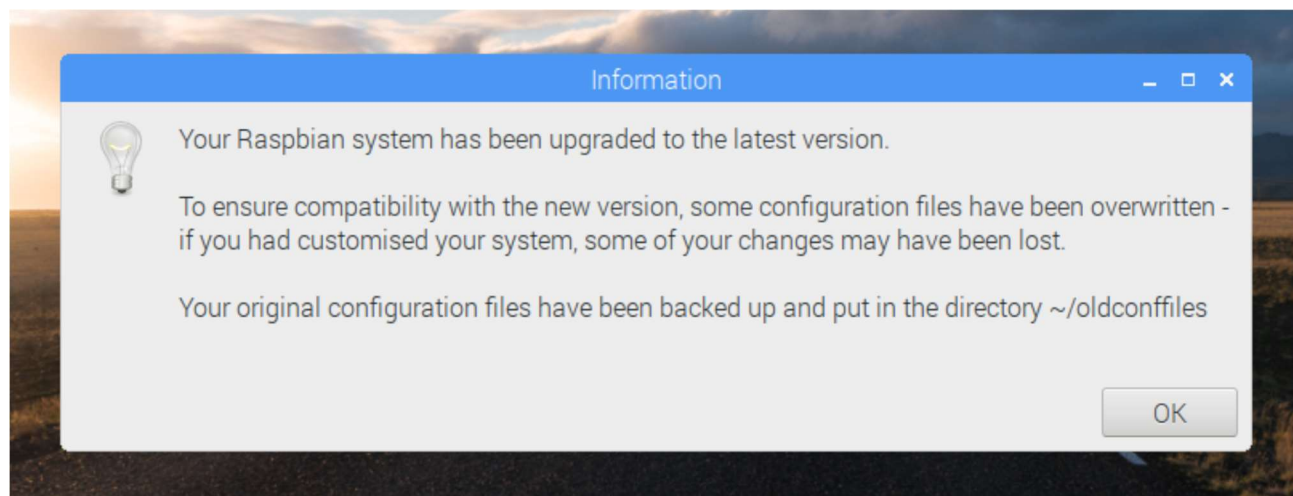 Information
Your Raspbian system has been upgraded to the latest version.
To ensure compatibility with the new version, some configuration files have been overwritten -
if you had customised your system, some of your changes may have been lost.
Your original configuration files have been backed up and put in the directory ~/oldconffiles
OK